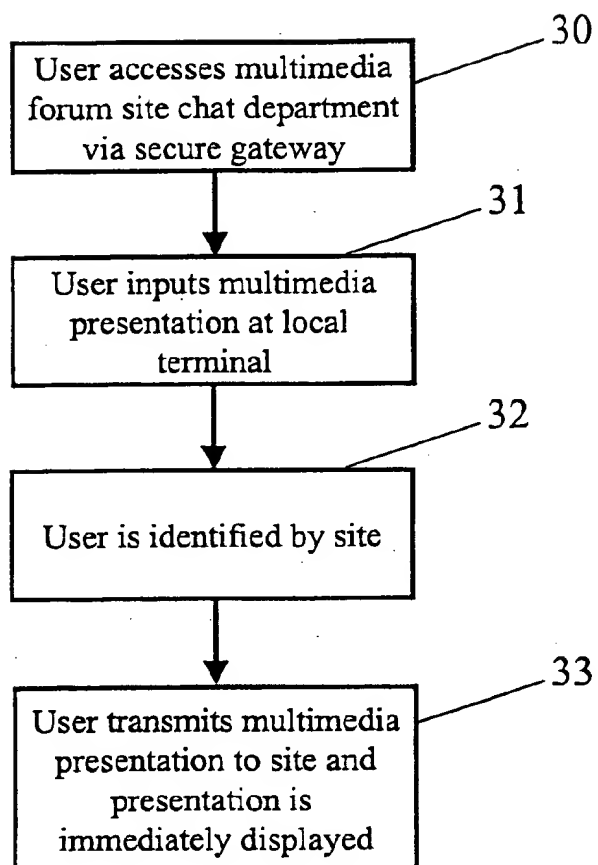 30
User accesses multimedia
forum site chat department
via secure gateway
31
User inputs multimedia
presentation at local
terminal
32
User is identified by site
33
User transmits multimedia
presentation to site and
presentation is
immediately displayed